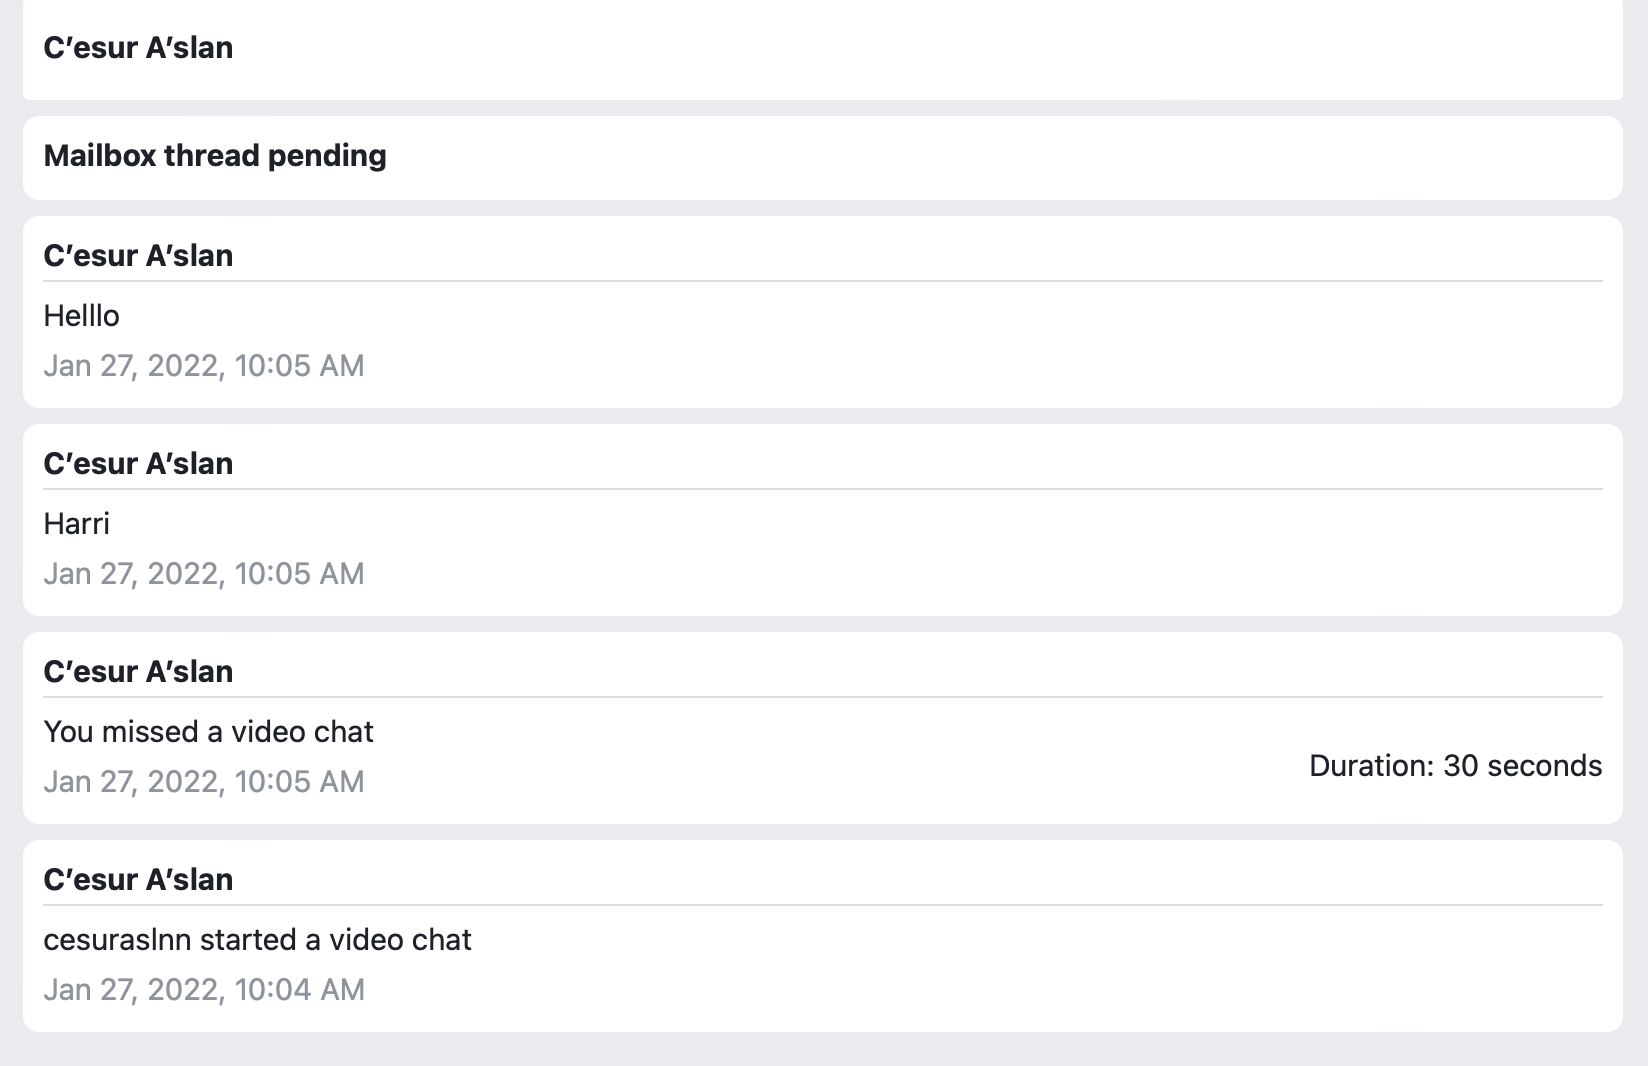 C’esur A’slan
Mailbox thread pending
C’esur A’slan
Helllo
Jan 27, 2022, 10:05 AM
C’esur A’slan
Harri
Jan 27, 2022, 10:05 AM
C’esur A’slan
You missed a video chat
Duration: 30 seconds
Jan 27, 2022, 10:05 AM
C’esur A’slan
cesuraslnn started a video chat
Jan 27, 2022, 10:04 AM